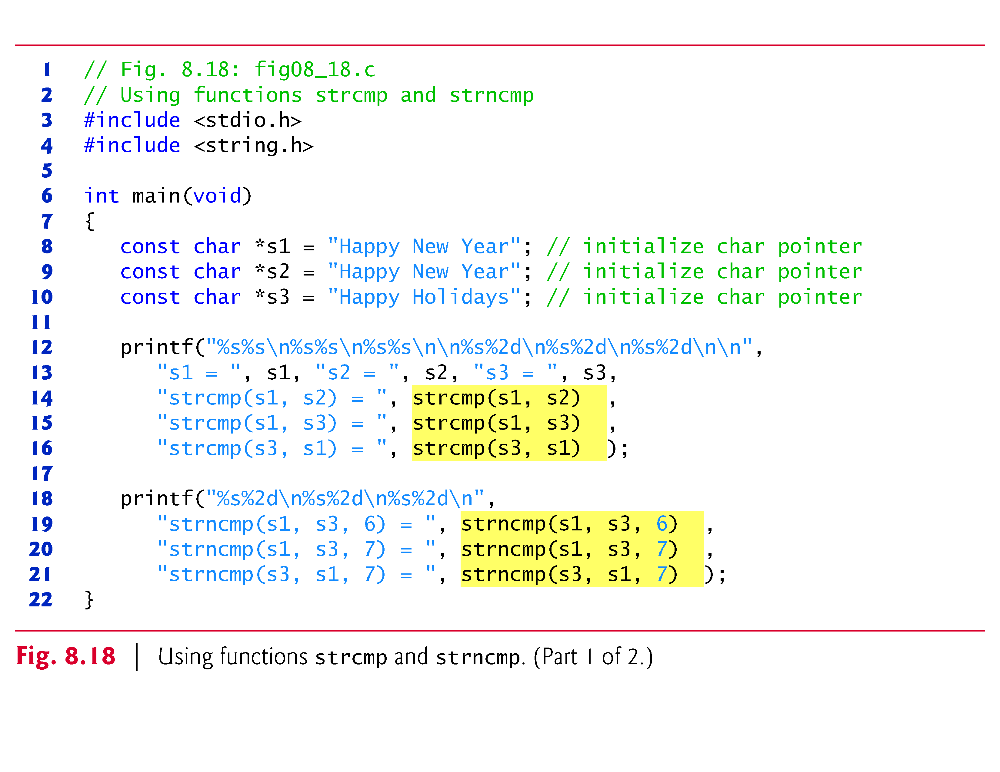 1 // Fig. 8.18: fig08_18.c
2 // Using functions strcmp and strncmp
3 #include <stdio.h>
4 #include <string.h>
5
6 int main(void)
7 {
8    const char *s1 = "Happy New Year"; // initialize char pointer
9    const char *s2 = "Happy New Year"; // initialize char pointer
10    const char *s3 = "Happy Holidays"; // initialize char pointer
11
12    printf("%s%s\n%s%s\n%s%s\n\n%s%2d\n%s%2d\n%s%2d\n\n",
13       "s1 = ", s1, "s2 = ", s2, "s3 = ", s3,
14       "strcmp(s1, s2) = ", strcmp(s1, s2) ,
15       "strcmp(s1, s3) = ", strcmp(s1, s3) ,
16       "strcmp(s3, s1) = ", strcmp(s3, s1) );
17
18    printf("%s%2d\n%s%2d\n%s%2d\n",
19       "strncmp(s1, s3, 6) = ", strncmp(s1, s3, 6) ,
20       "strncmp(s1, s3, 7) = ", strncmp(s1, s3, 7) ,
21       "strncmp(s3, s1, 7) = ", strncmp(s3, s1, 7) );
22 }
Fig. 8.18 | Using functions strcmp and strncmp. (Part 1 of 2.)